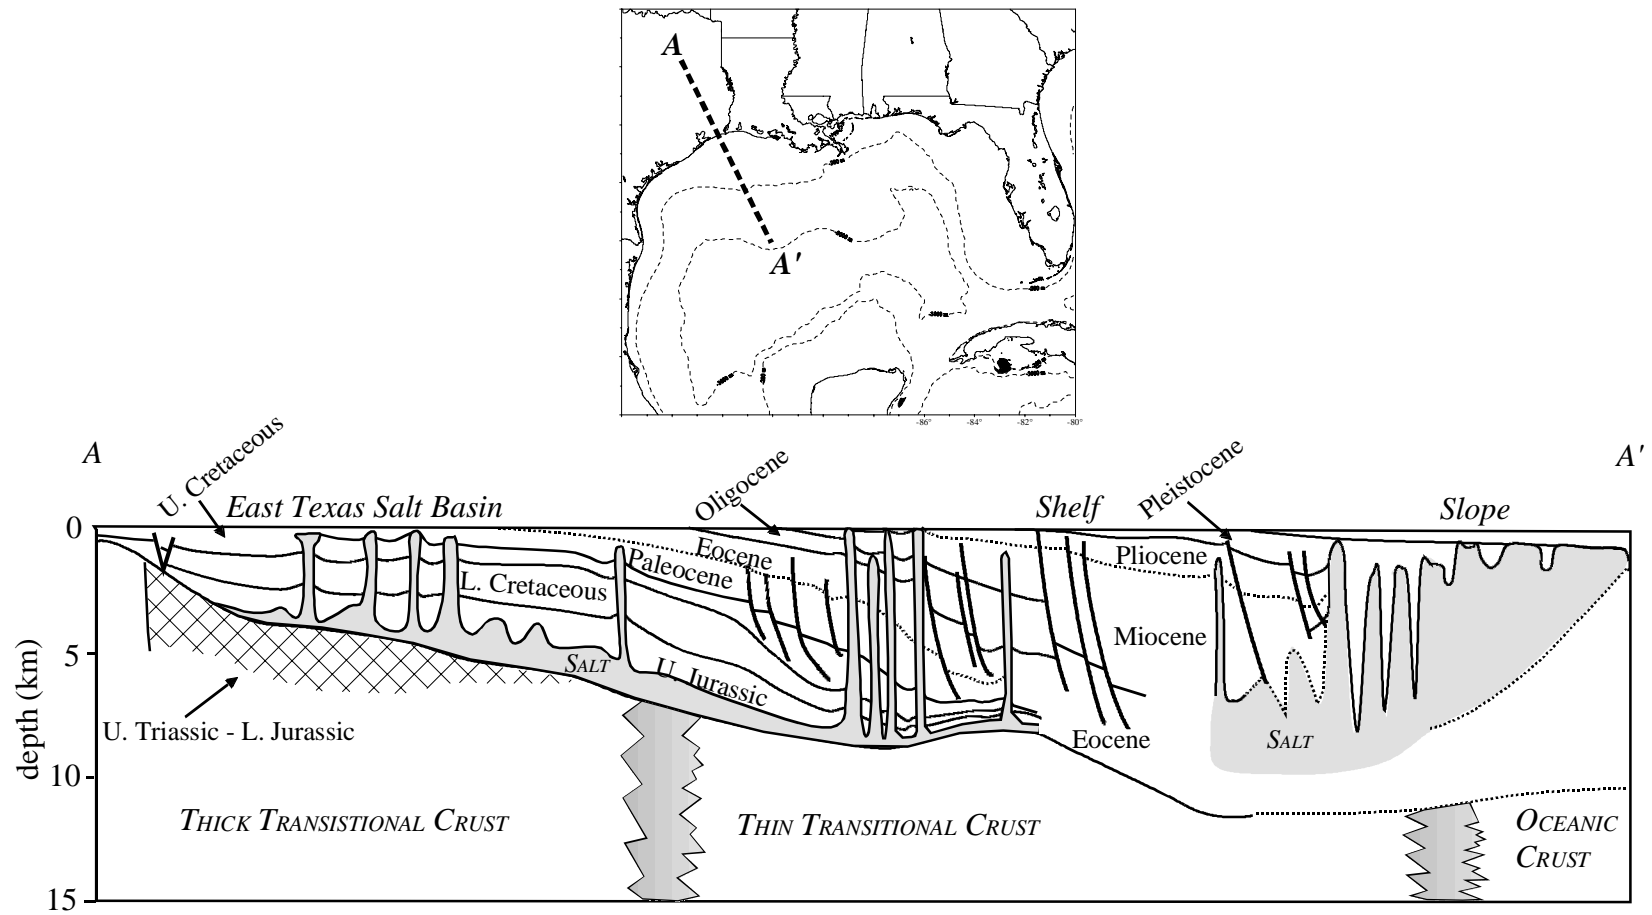 A
A'
-86°
-84°
-82°
-80°
A
A'
U. Cretaceous
East Texas Salt Basin
Oligocene
Shelf
Pleistocene
Slope
0
5
10
15
depth (km)
Eocene
Paleocene
Pliocene
L. Cretaceous
Miocene
SALT
U. Jurassic
U. Triassic - L. Jurassic
Eocene
SALT
THICK TRANSISTIONAL CRUST
THIN TRANSITIONAL CRUST
OCEANIC
CRUST